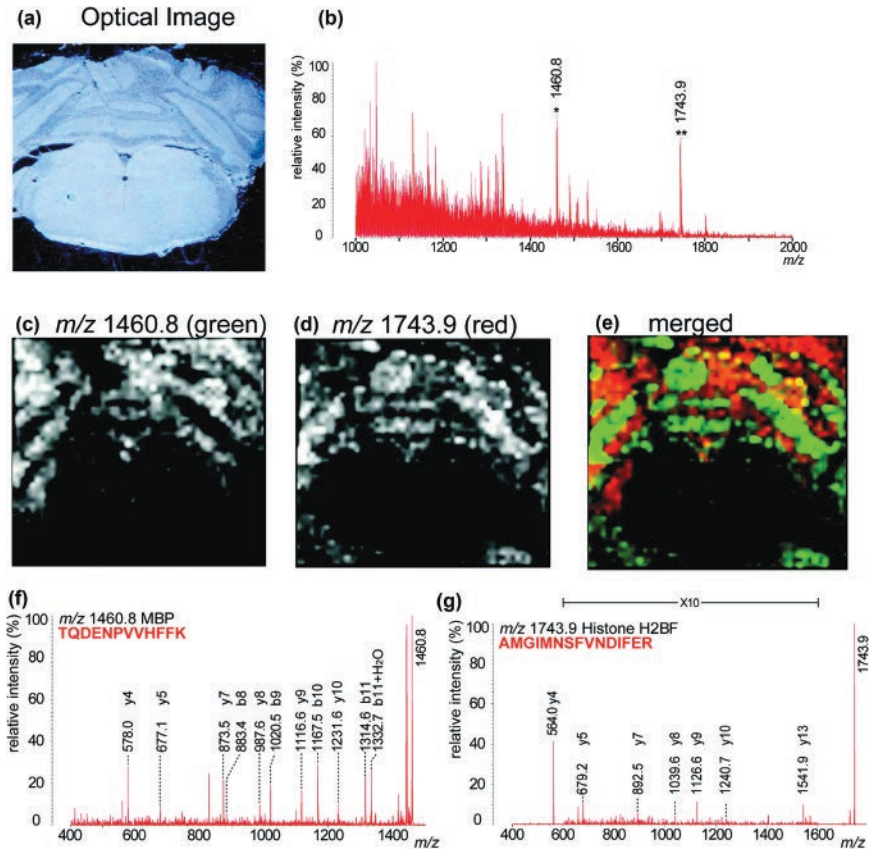 (a) Optical Image
(b)
relative intensity (%)
100
80
60
40
20
0
* 1460.8
** 1743.9
1000 1200 1400 1600 1800 2000
m/z
(c) m/z 1460.8 (green)
(d) m/z 1743.9 (red)
(e) merged
(f)
m/z 1460.8 MBP
TQDENPVVHFFK
relative intensity (%)
100
80
60
40
20
0
578.0 y4
677.1 y5
873.5 y7
883.4 b8
987.6 y8
1020.5 b9
1116.6 y9
1167.5 b10
1231.6 y10
1314.6 b11
1332.7 b11+H2O
1460.8
400 600 800 1000 1200 1400
m/z
(g)
X10
m/z 1743.9 Histone H2BF
AMGIMNSFVNDIFER
relative intensity (%)
100
80
60
40
20
0
564.0 y4
679.2 y5
892.5 y7
1039.6 y8
1126.6 y9
1240.7 y10
1541.9 y13
1743.9
400 600 800 1000 1200 1400 1600
m/z